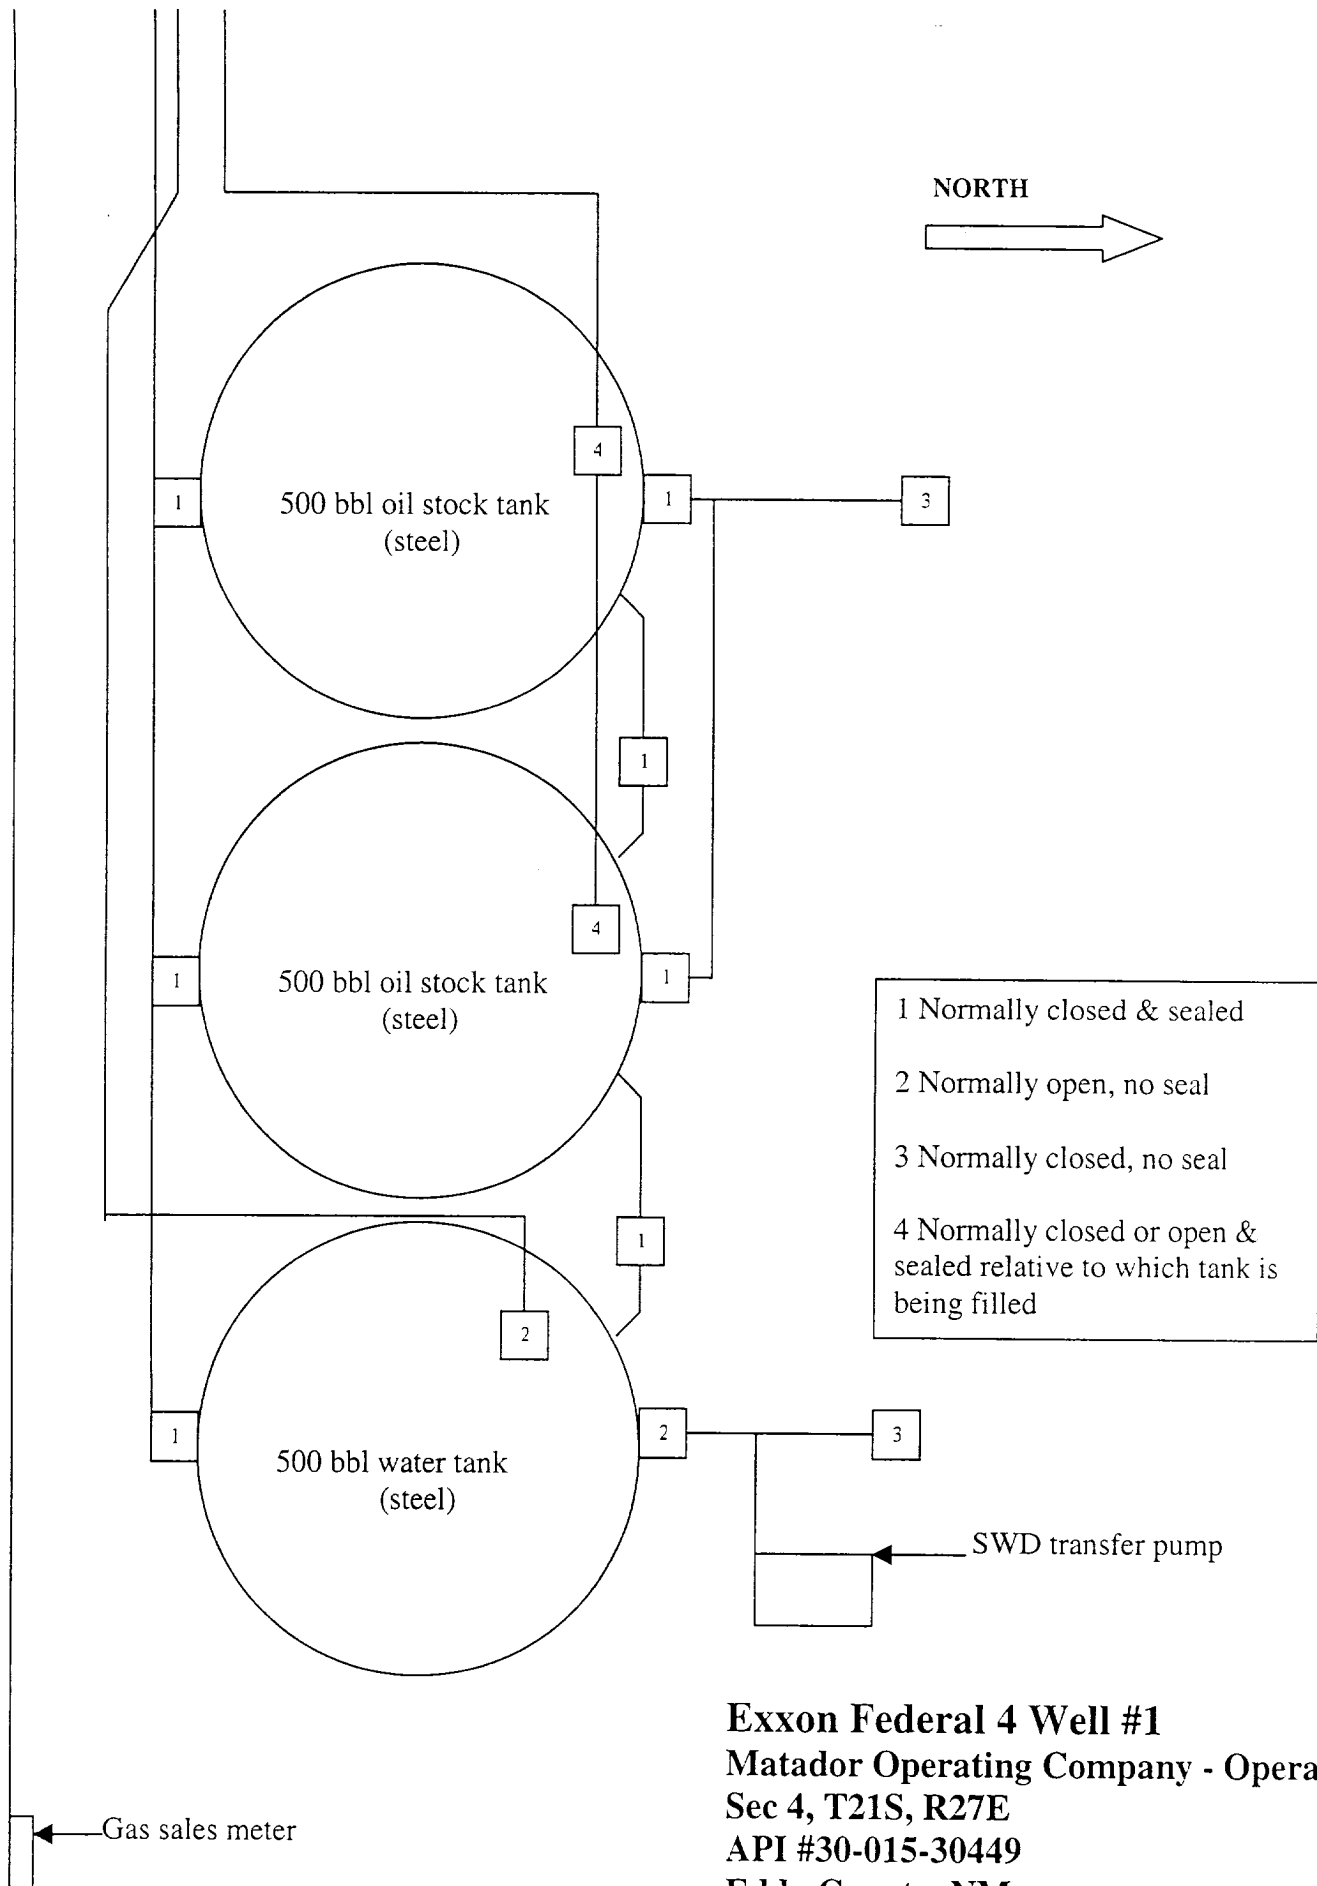 NORTH
4
1
500 bbl oil stock tank
(steel)
1
3
1
4
1
500 bbl oil stock tank
(steel)
1
1 Normally closed & sealed
2 Normally open, no seal
3 Normally closed, no seal
4 Normally closed or open &
sealed relative to which tank is
being filled
1
2
1
500 bbl water tank
(steel)
2
3
SWD transfer pump
Exxon Federal 4 Well #1
Matador Operating Company - Opera
Sec 4, T21S, R27E
API #30-015-30449
Gas sales meter